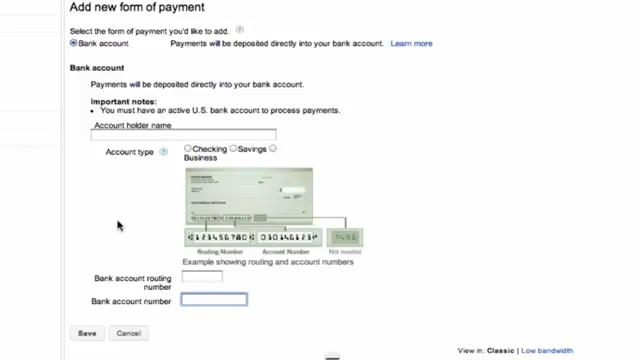 Add new form of payment
Select the form of payment you'd like to add. ?
Bank account Payments will be deposited directly into your bank account. Learn more
Bank account
Payments will be deposited directly into your bank account.
Important notes:
• You must have an active U.S. bank account to process payments.
Account holder name
Account type ? Checking Savings
Business
Routing Number Account Number Not needed
Example showing routing and account numbers
Bank account routing
number
Bank account number
Save Cancel
View in: Classic | Low bandwidth